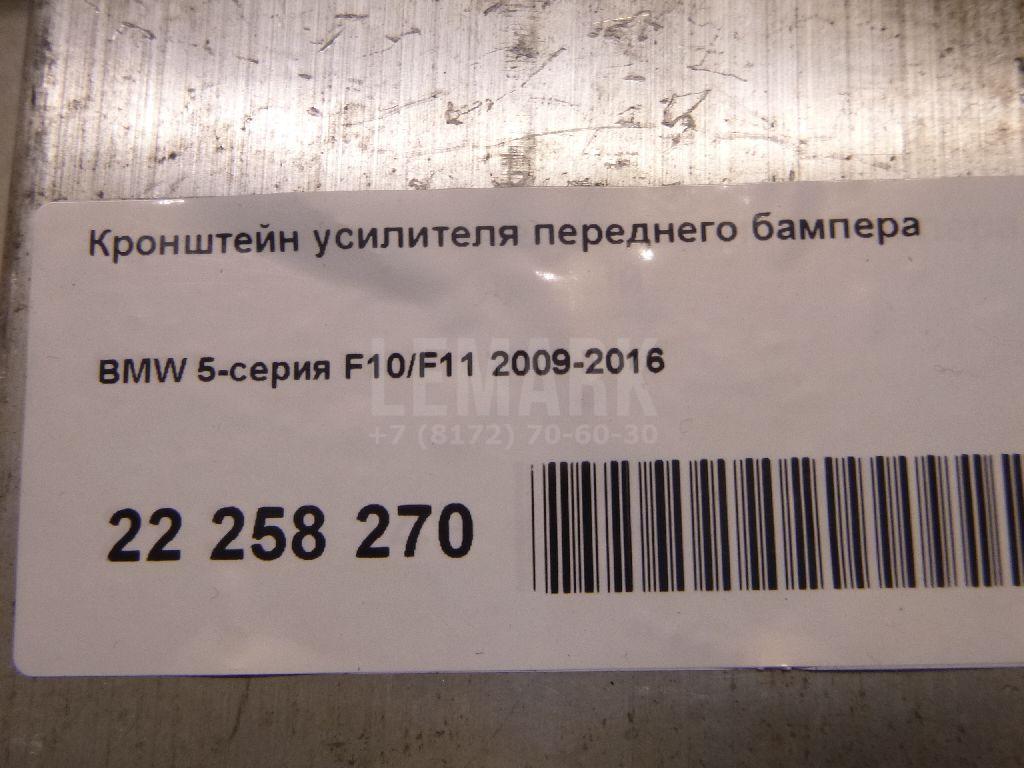 Кронштейн усилителя переднего бампера
BMW 5-серия F10/F11 2009-2016
LEMARK
+7 (8172) 70-60-30
22 258 270